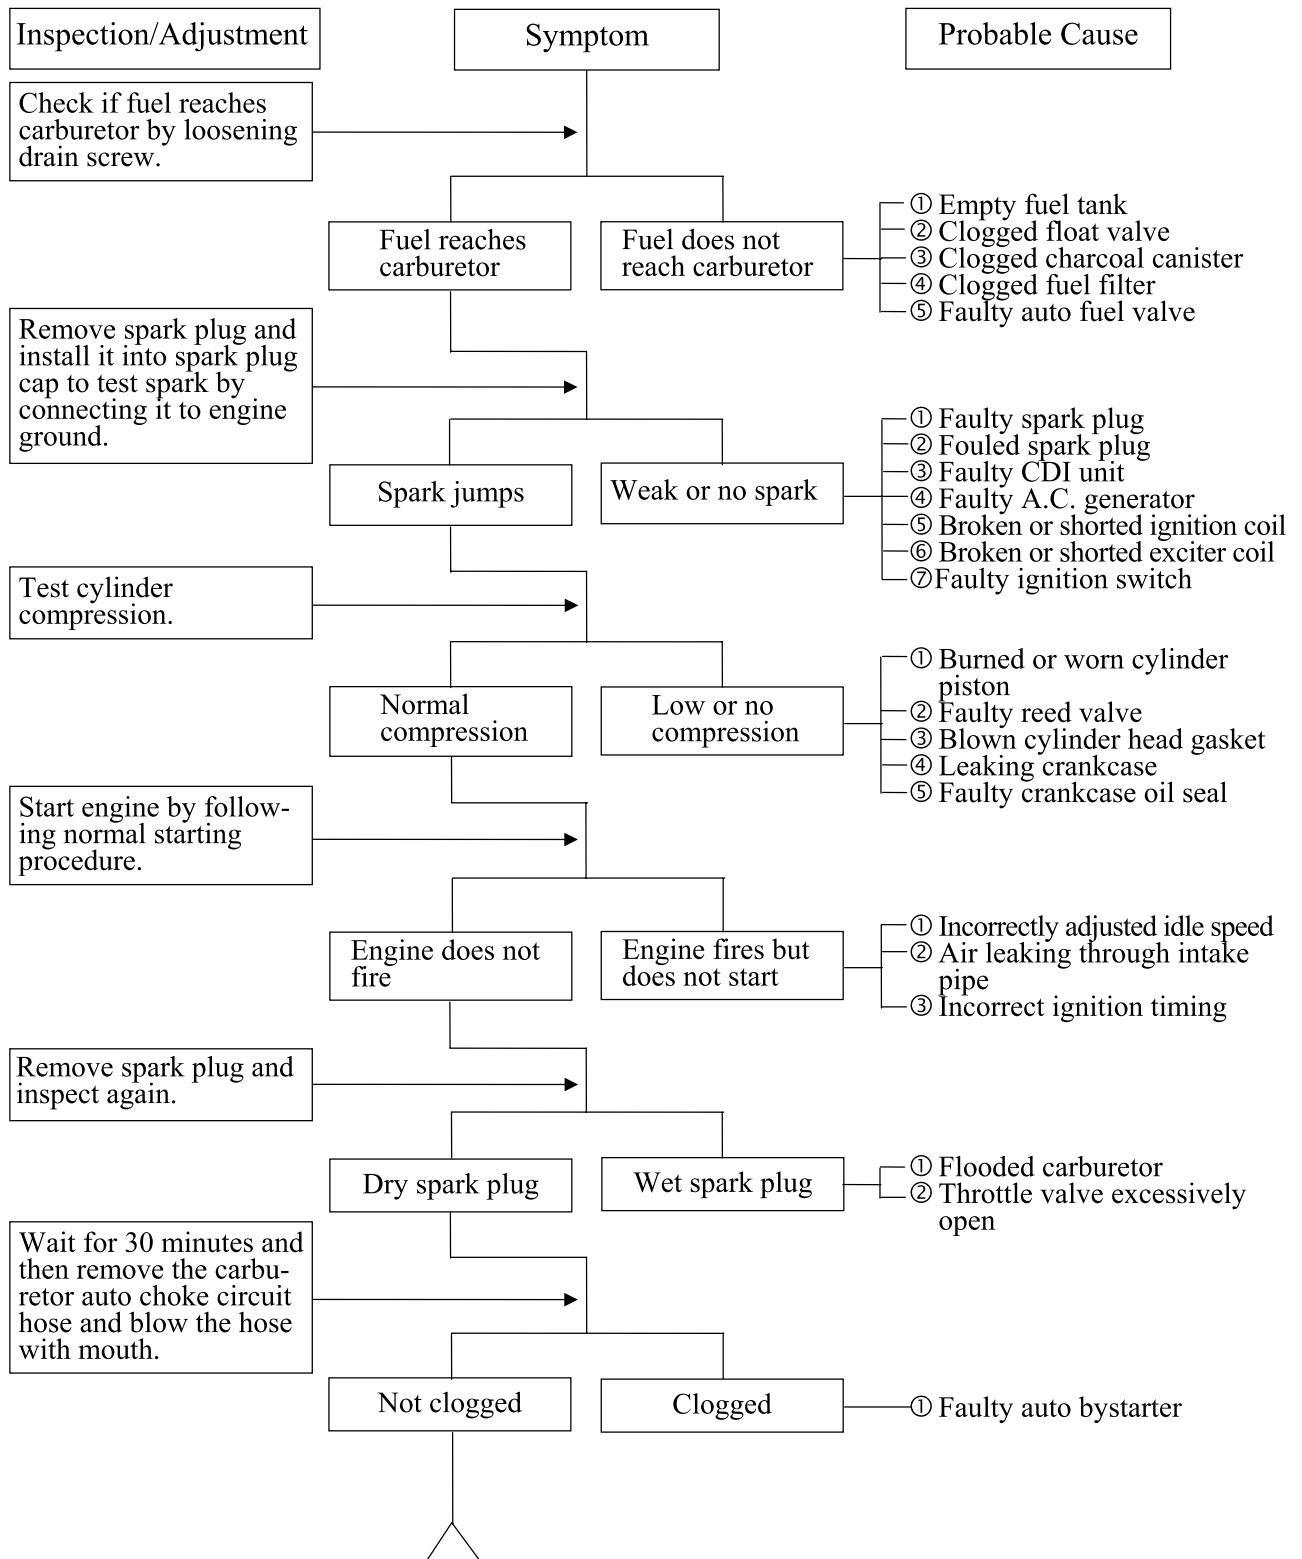 Inspection/Adjustment
Symptom
Probable Cause
Check if fuel reaches
carburetor by loosening
drain screw.
Fuel reaches
carburetor
Fuel does not
reach carburetor
① Empty fuel tank
② Clogged float valve
③ Clogged charcoal canister
④ Clogged fuel filter
⑤ Faulty auto fuel valve
Remove spark plug and
install it into spark plug
cap to test spark by
connecting it to engine
ground.
Spark jumps
Weak or no spark
① Faulty spark plug
② Fouled spark plug
③ Faulty CDI unit
④ Faulty A.C. generator
⑤ Broken or shorted ignition coil
⑥ Broken or shorted exciter coil
⑦Faulty ignition switch
Test cylinder
compression.
Normal
compression
Low or no
compression
① Burned or worn cylinder
piston
② Faulty reed valve
③ Blown cylinder head gasket
④ Leaking crankcase
⑤ Faulty crankcase oil seal
Start engine by follow-
ing normal starting
procedure.
Engine does not
fire
Engine fires but
does not start
① Incorrectly adjusted idle speed
② Air leaking through intake
pipe
③ Incorrect ignition timing
Remove spark plug and
inspect again.
Dry spark plug
Wet spark plug
① Flooded carburetor
② Throttle valve excessively
open
Wait for 30 minutes and
then remove the carbu-
retor auto choke circuit
hose and blow the hose
with mouth.
Not clogged
Clogged
① Faulty auto bystarter